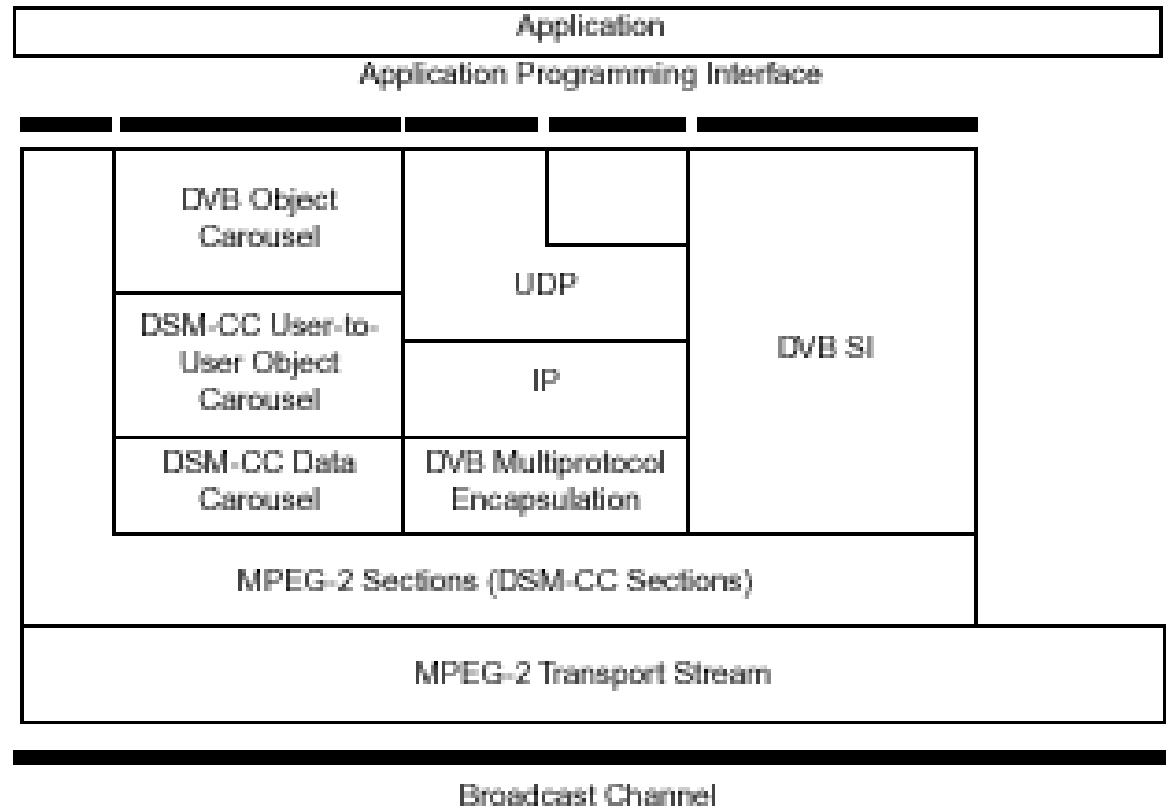 Application
Application Programming Interface
DVB Object
Carousel
DSM-CC User-to-
User Object
Carousel
DSM-CC Data
Carousel
UDP
IP
DVB Multiprotocol
Encapsulation
DVB SI
MPEG-2 Sections (DSM-CC Sections)
MPEG-2 Transport Stream
Broadcast Channel